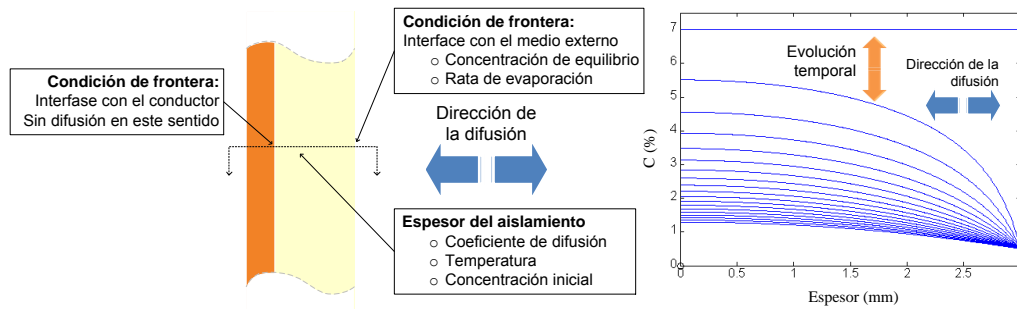 Condición de frontera:
Interfase con el conductor
Sin difusión en este sentido
Condición de frontera:
Interface con el medio externo
o Concentración de equilibrio
o Rata de evaporación
Dirección de
la difusión
Espesor del aislamiento
o Coeficiente de difusión
o Temperatura
o Concentración inicial
Evolución
temporal
Dirección de la
difusión
C (%)
7
6
5
4
3
2
1
0
0
0.5
1
1.5
2
2.5
Espesor (mm)